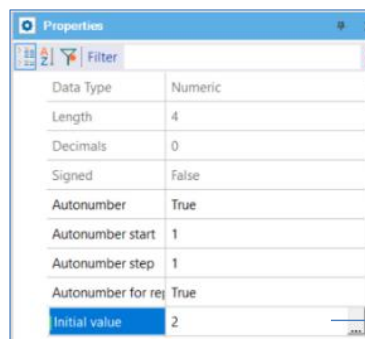 Properties
Filter
Data Type Numeric
Length 4
Decimals 0
Signed False
Autonumber True
Autonumber start 1
Autonumber step 1
Autonumber for rep True
Initial value 2 ...